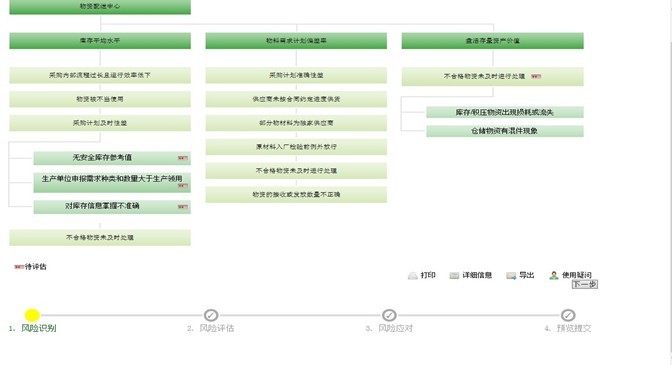 物资配送中心
库存平均水平
物料需求计划准确率
盘活存量资产价值
采购内部流程过长且运行效率低下
采购计划准确性差
不合格物资未及时进行处理
物资被不当使用
供应商未按合同约定进度供货
库存/积压物资出现损耗或流失
采购计划及时性差
部分物材料为独家供应商
仓储物资有混件现象
原材料入厂检验前例外放行
无安全库存参考值
不合格物资未及时进行处理
生产单位申报需求种类和数量大于生产领用
物资的接收或发放数量不正确
对库存信息掌握不准确
不合格物资未及时处理
待评估
打印 详细信息 导出 使用疑问
下一步
1. 风险识别 2. 风险评估 3. 风险应对 4. 预览提交